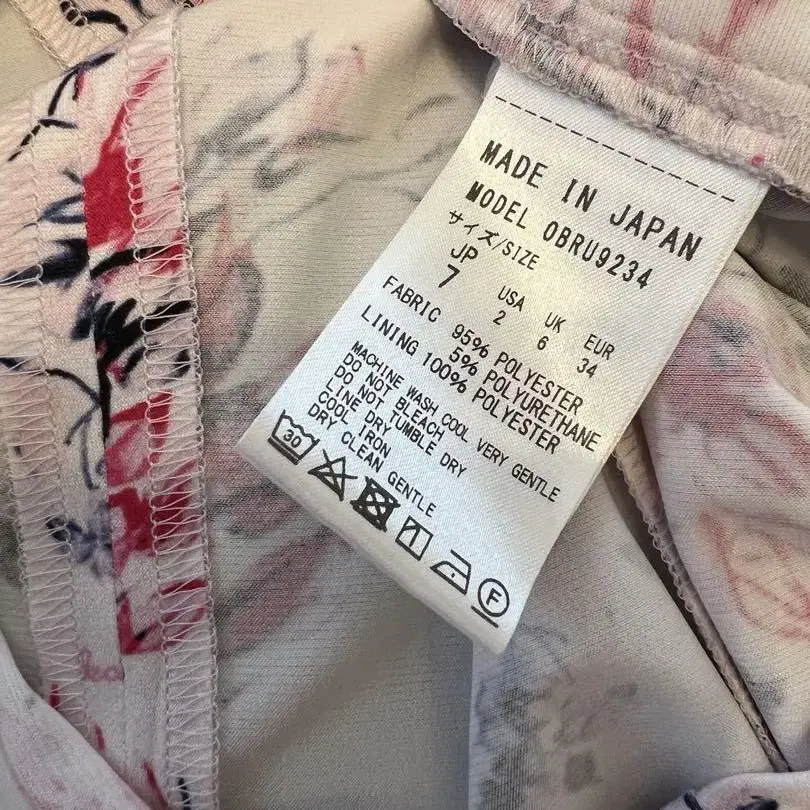 MADE IN JAPAN
MODEL OBRU9234
サイズ/SIZE
JP USA UK EUR
7 2 6 34
FABRIC 95% POLYESTER
5% POLYURETHANE
LINING 100% POLYESTER
MACHINE WASH COOL VERY GENTLE
DO NOT BLEACH
DO NOT TUMBLE DRY
LINE DRY
COOL IRON
DRY CLEAN GENTLE
30 F